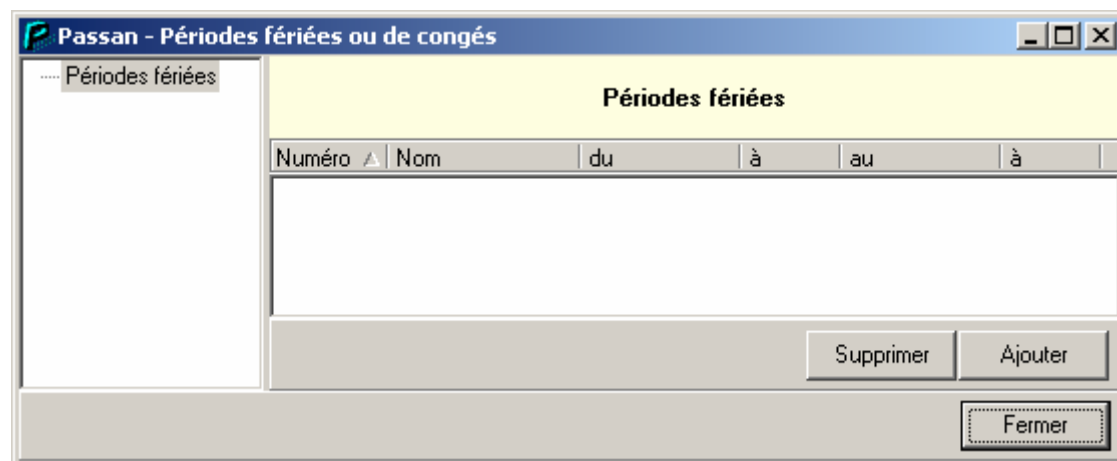 Passan - Périodes fériées ou de congés
Périodes fériées
Périodes fériées
Numéro Nom du à au à
Supprimer Ajouter
Fermer